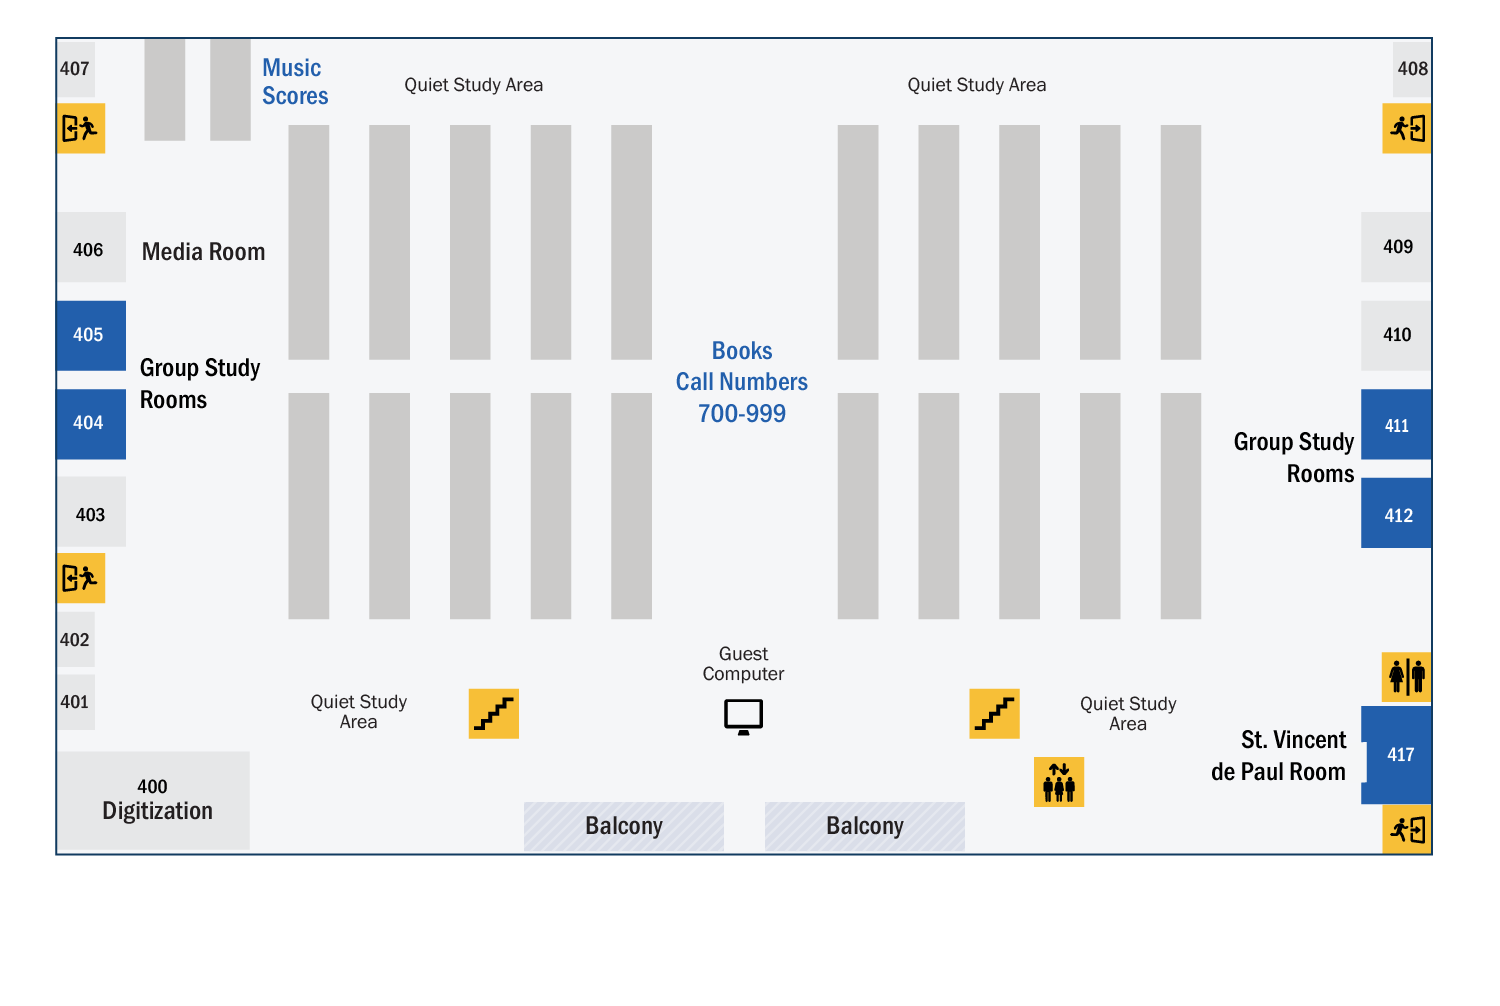 407
Music
Scores
Quiet Study Area
Quiet Study Area
408
406
Media Room
409
405
410
Group Study
Rooms
Books
Call Numbers
700-999
404
411
Group Study
Rooms
403
412
402
Guest
Computer
401
Quiet Study
Area
Quiet Study
Area
St. Vincent
de Paul Room
417
400
Digitization
Balcony
Balcony